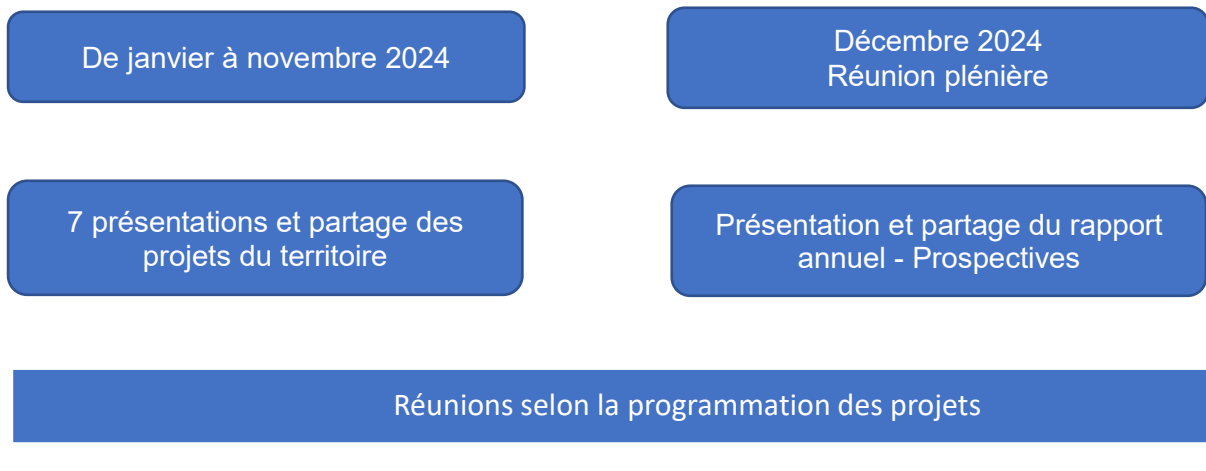 De janvier à novembre 2024
Décembre 2024
Réunion plénière
7 présentations et partage des
projets du territoire
Présentation et partage du rapport
annuel - Prospectives
Réunions selon la programmation des projets